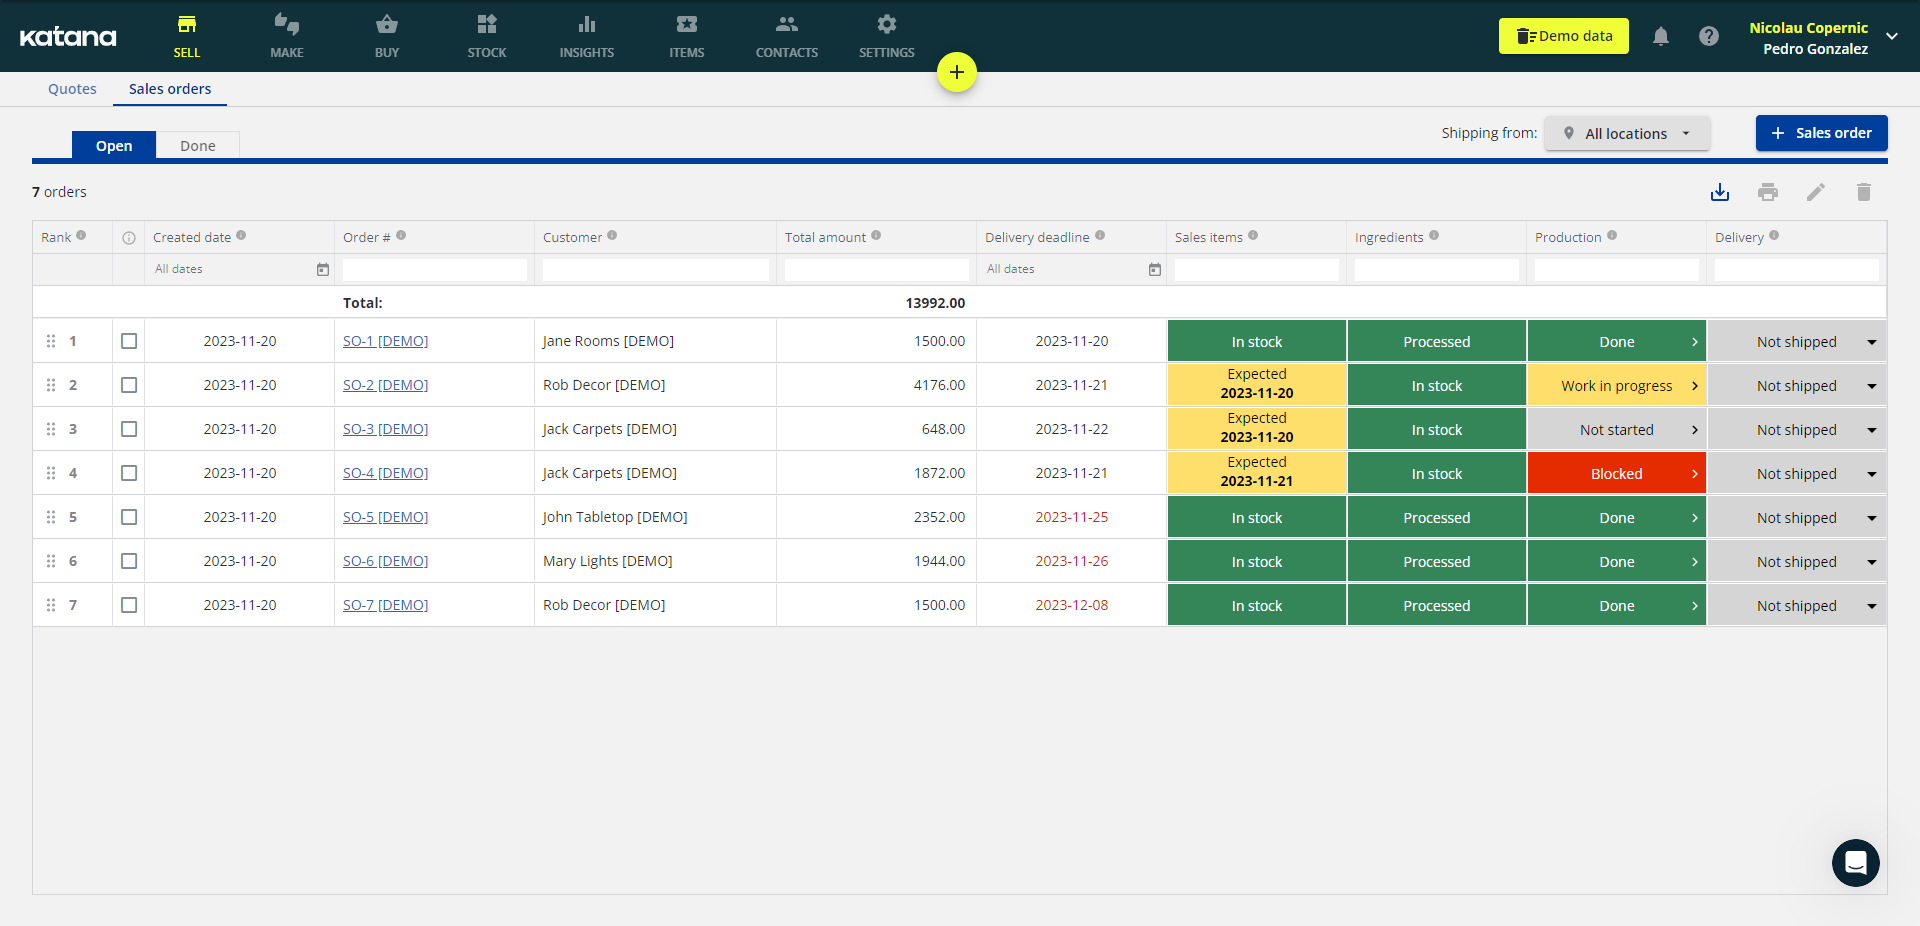 katana
SELL
MAKE
BUY
STOCK
INSIGHTS
ITEMS
CONTACTS
SETTINGS
Demo data
Nicolau Copernic
Pedro Gonzalez
Quotes
Sales orders
Open
Done
Shipping from:
All locations
Sales order
7 orders
Rank Created date Order # Customer Total amount Delivery deadline Sales items Ingredients Production Delivery
All dates All dates
Total: 13992.00
1 2023-11-20 SO-1 [DEMO] Jane Rooms [DEMO] 1500.00 2023-11-20 In stock Processed Done Not shipped
2 2023-11-20 SO-2 [DEMO] Rob Decor [DEMO] 4176.00 2023-11-21 Expected 2023-11-20 In stock Work in progress Not shipped
3 2023-11-20 SO-3 [DEMO] Jack Carpets [DEMO] 648.00 2023-11-22 Expected 2023-11-20 In stock Not started Not shipped
4 2023-11-20 SO-4 [DEMO] Jack Carpets [DEMO] 1872.00 2023-11-21 Expected 2023-11-21 In stock Blocked Not shipped
5 2023-11-20 SO-5 [DEMO] John Tabletop [DEMO] 2352.00 2023-11-25 In stock Processed Done Not shipped
6 2023-11-20 SO-6 [DEMO] Mary Lights [DEMO] 1944.00 2023-11-26 In stock Processed Done Not shipped
7 2023-11-20 SO-7 [DEMO] Rob Decor [DEMO] 1500.00 2023-12-08 In stock Processed Done Not shipped